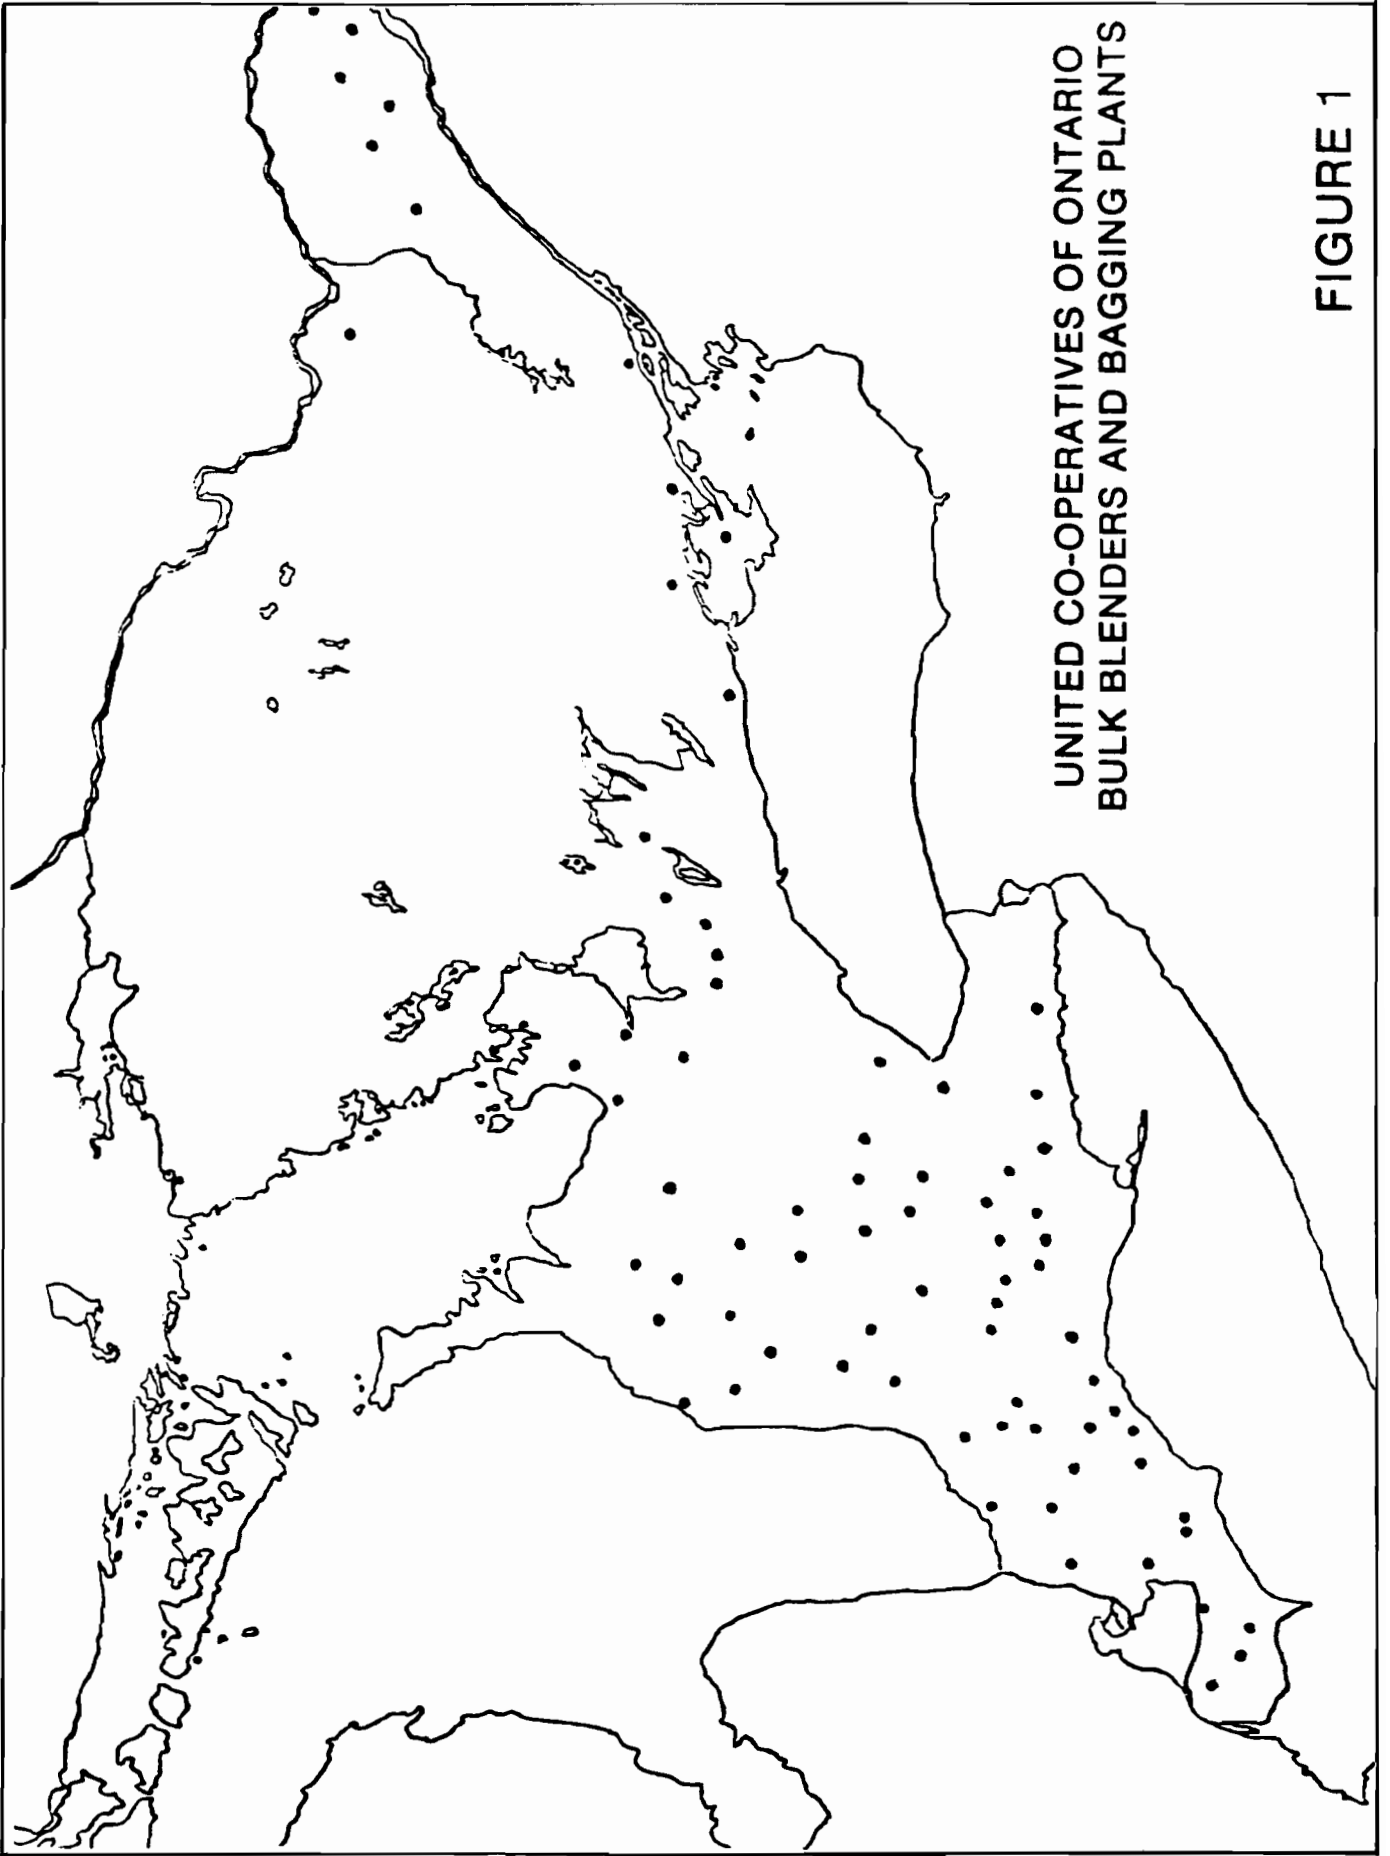 UNITED CO-OPERATIVES OF ONTARIO
BULK BLENDERS AND BAGGING PLANTS
FIGURE 1